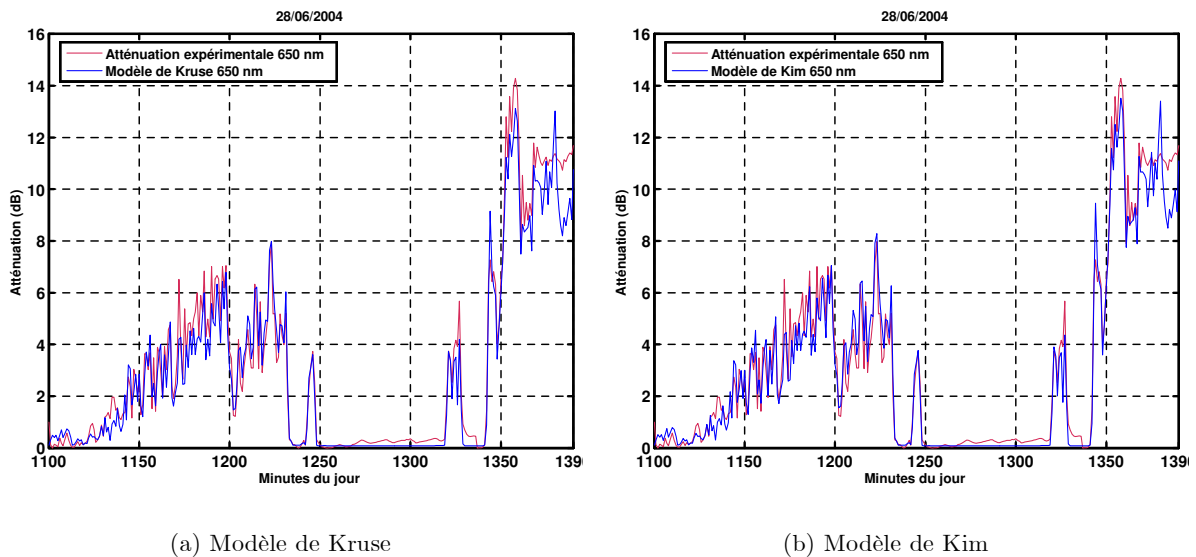 28/06/2004
Atténuation expérimentale 650 nm
Modèle de Kruse 650 nm
Atténuation (dB)
16
14
12
10
8
6
4
2
0
1100 1150 1200 1250 1300 1350 1390
Minutes du jour
(a) Modèle de Kruse
28/06/2004
Atténuation expérimentale 650 nm
Modèle de Kim 650 nm
Atténuation (dB)
16
14
12
10
8
6
4
2
0
1100 1150 1200 1250 1300 1350 1390
Minutes du jour
(b) Modèle de Kim